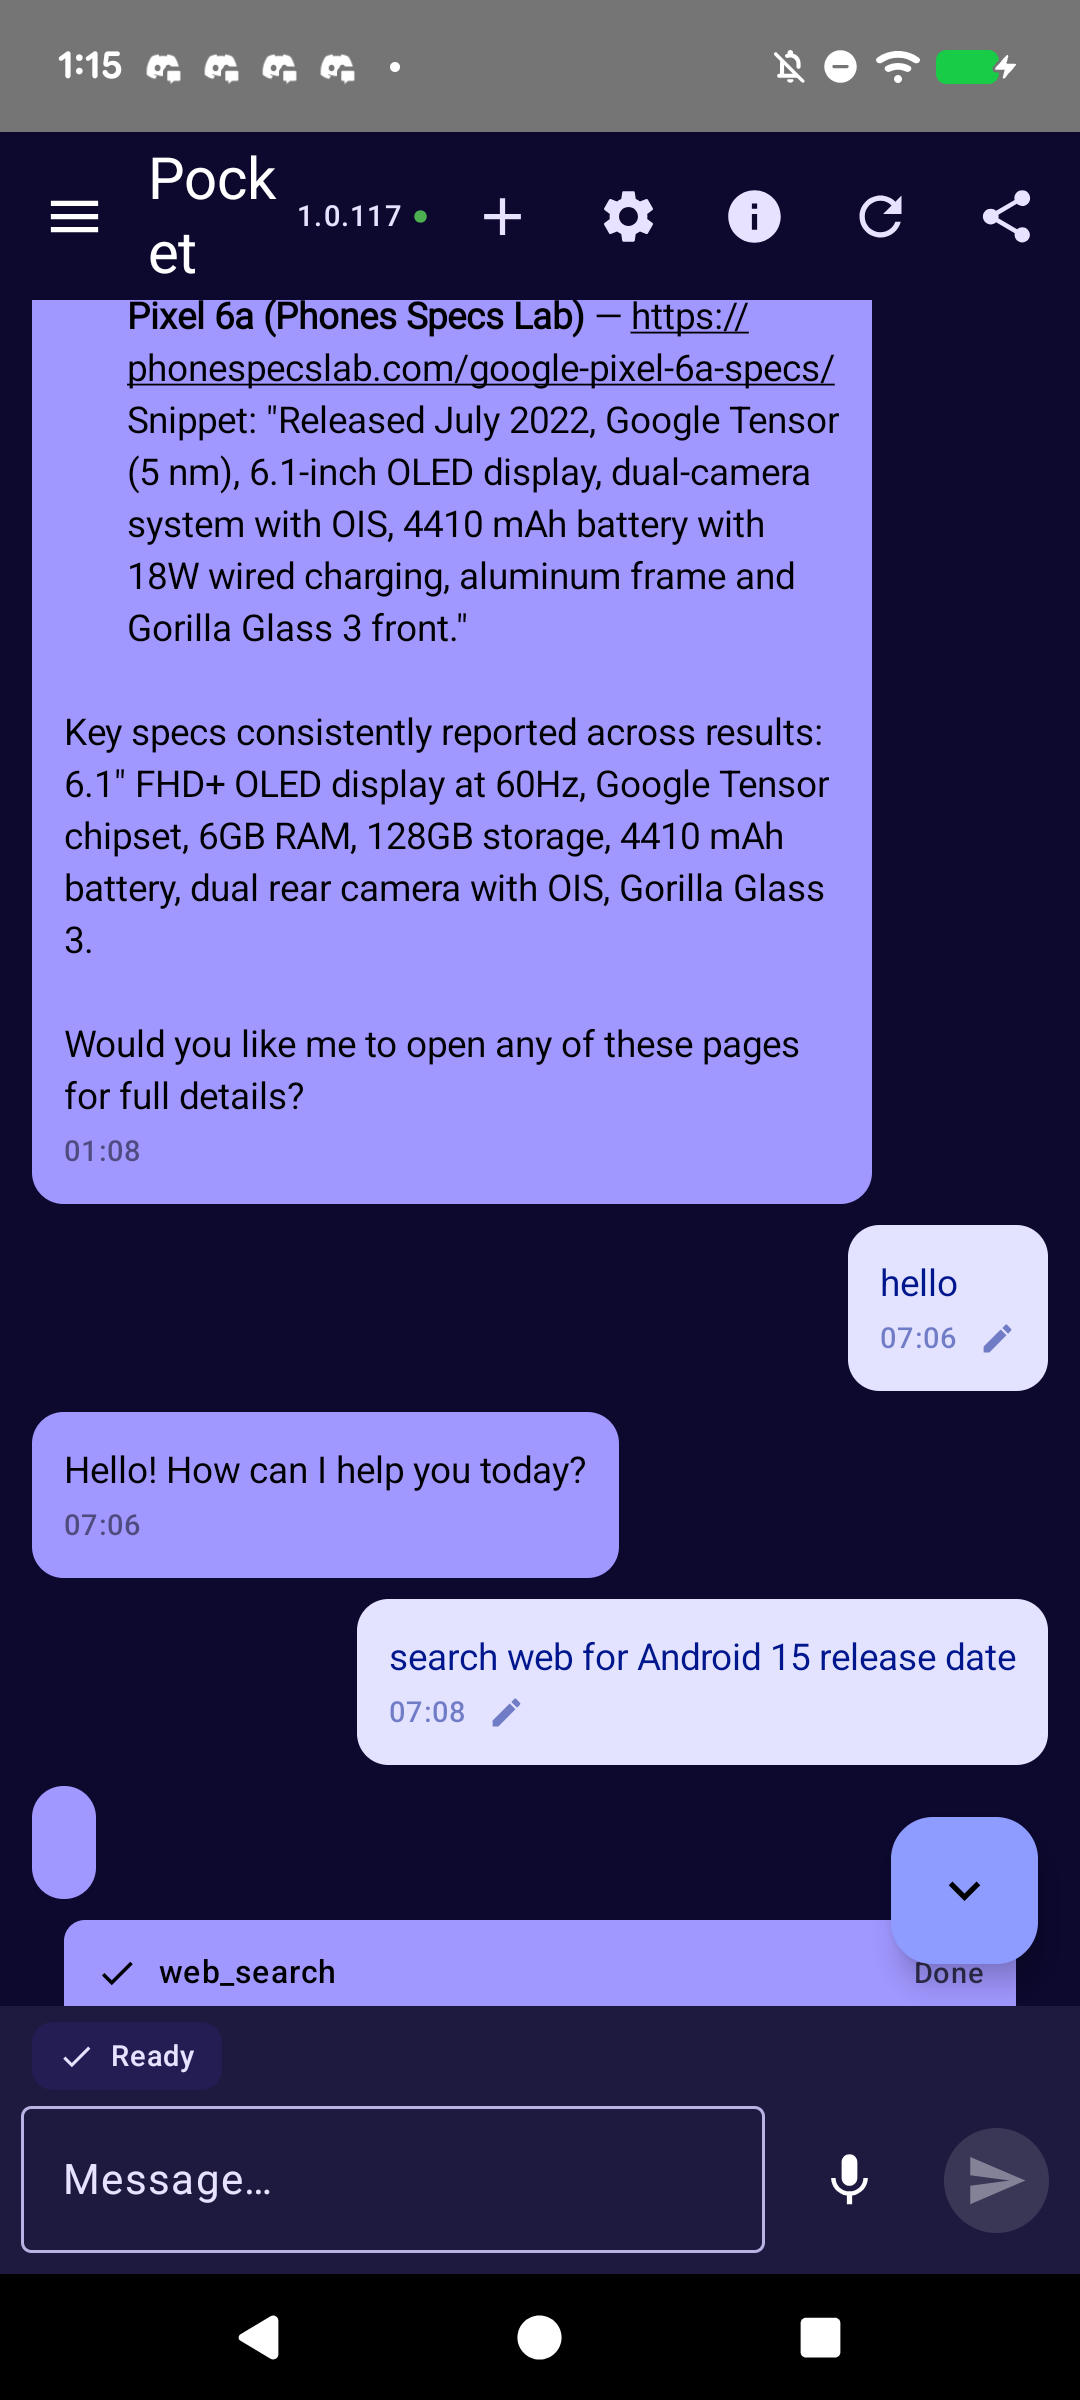 1:15
Pock
et
1.0.117
Pixel 6a (Phones Specs Lab) — https://
phonespecslab.com/google-pixel-6a-specs/
Snippet: "Released July 2022, Google Tensor
(5 nm), 6.1-inch OLED display, dual-camera
system with OIS, 4410 mAh battery with
18W wired charging, aluminum frame and
Gorilla Glass 3 front."
Key specs consistently reported across results:
6.1" FHD+ OLED display at 60Hz, Google Tensor
chipset, 6GB RAM, 128GB storage, 4410 mAh
battery, dual rear camera with OIS, Gorilla Glass
3.
Would you like me to open any of these pages
for full details?
01:08
hello
07:06
Hello! How can I help you today?
07:06
search web for Android 15 release date
07:08
web_search
Done
Ready
Message…